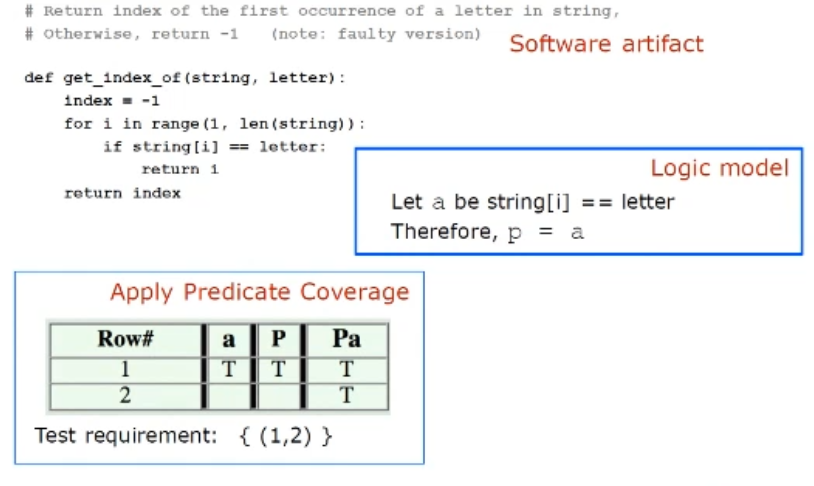 # Return index of the first occurrence of a letter in string,
# Otherwise, return -1 (note: faulty version)
Software artifact
def get_index_of(string, letter):
index = -1
for i in range(1, len(string)):
if string[i] == letter:
return i
return index
Logic model
Let a be string[i] == letter
Therefore, p = a
Apply Predicate Coverage
Row# a P Pa
1 T T T
2 T
Test requirement: { (1,2) }